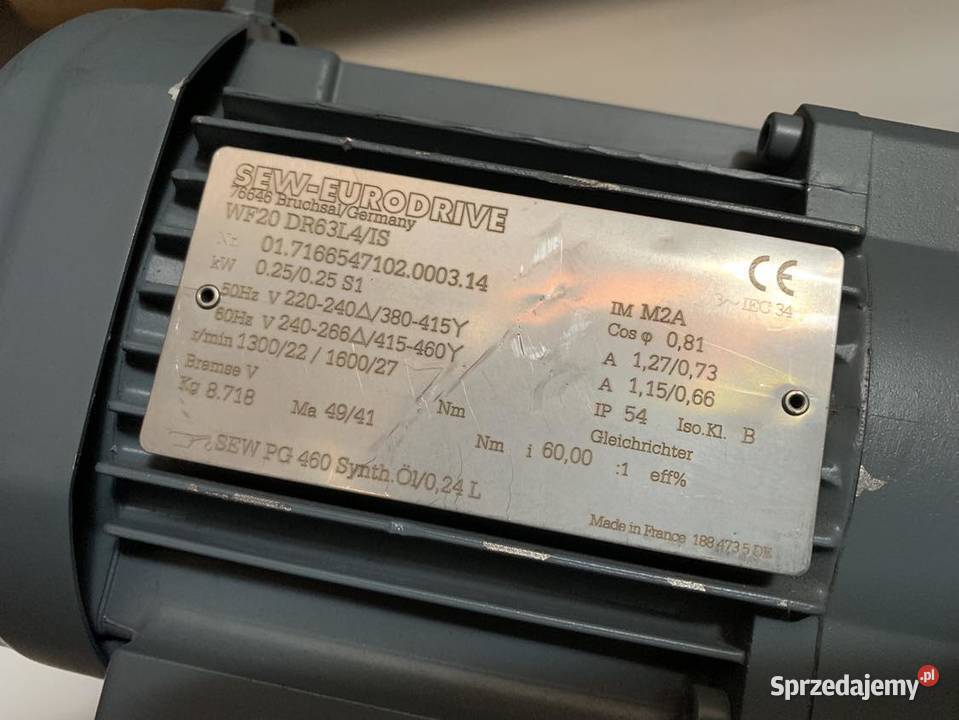 SEW-EURODRIVE
76646 Bruchsal/Germany
WF20 DR63L4/IS
Nr. 01.7166547102.0003.14
kW 0.25/0.25 S1
50Hz V 220-240Δ/380-415Y
60Hz V 240-266Δ/415-460Y
r/min 1300/22 / 1600/27
Bremse V
Kg 8.718 Ma 49/41 Nm
SEW PG 460 Synth.Öl/0,24 L
CE
3~ IEC 34
IM M2A
Cos φ 0,81
A 1,27/0,73
A 1,15/0,66
IP 54 Iso.Kl. B
Gleichrichter
Nm i 60,00 :1 eff%
Made in France 188 473 5 DE
Sprzedajemy.pl